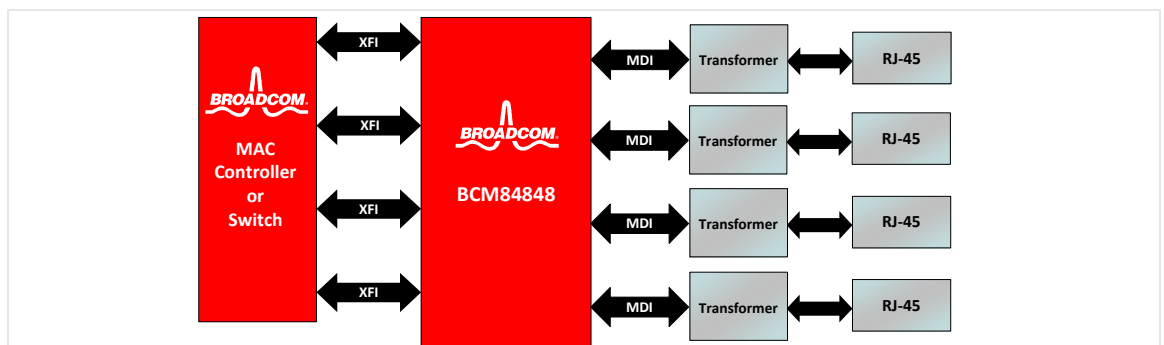 BROADCOM®
MAC
Controller
or
Switch
XFI
XFI
XFI
XFI
BROADCOM®
BCM84848
MDI
Transformer
RJ-45
MDI
Transformer
RJ-45
MDI
Transformer
RJ-45
MDI
Transformer
RJ-45